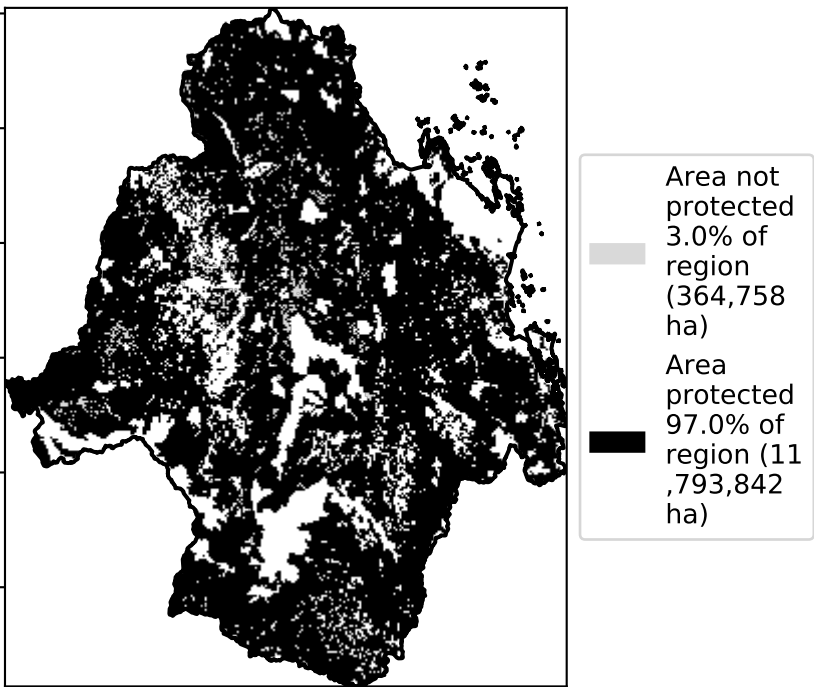 Area not
protected
3.0% of
region
(364,758
ha)
Area
protected
97.0% of
region (11
,793,842
ha)